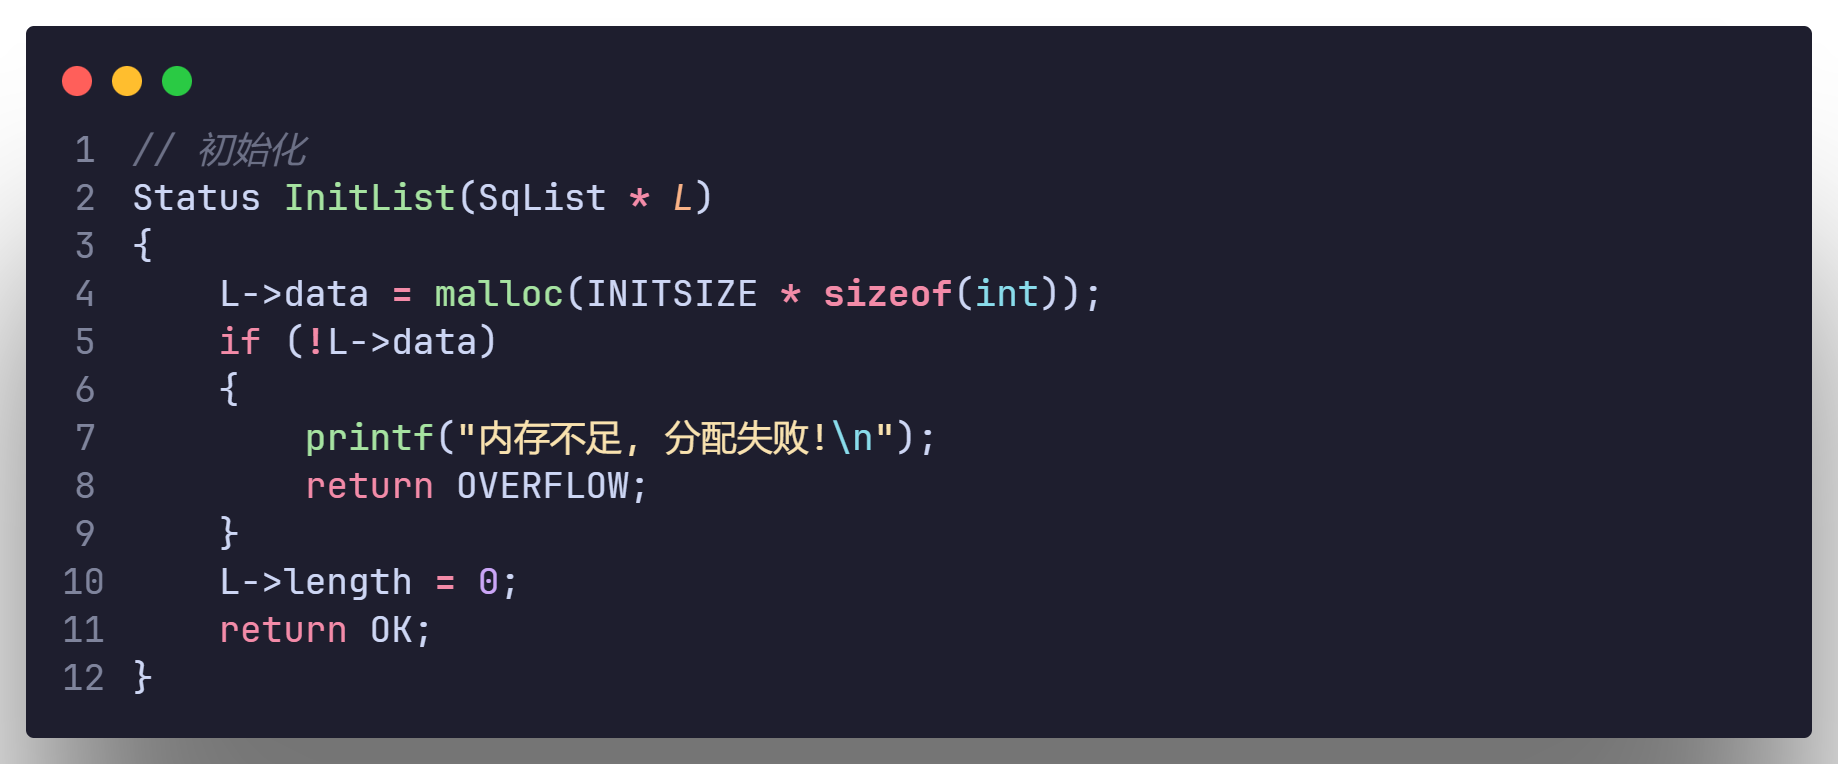 1 // 初始化
2 Status InitList(SqList * L)
3 {
4     L->data = malloc(INITSIZE * sizeof(int));
5     if (!L->data)
6     {
7         printf("内存不足, 分配失败!\n");
8         return OVERFLOW;
9     }
10     L->length = 0;
11     return OK;
12 }